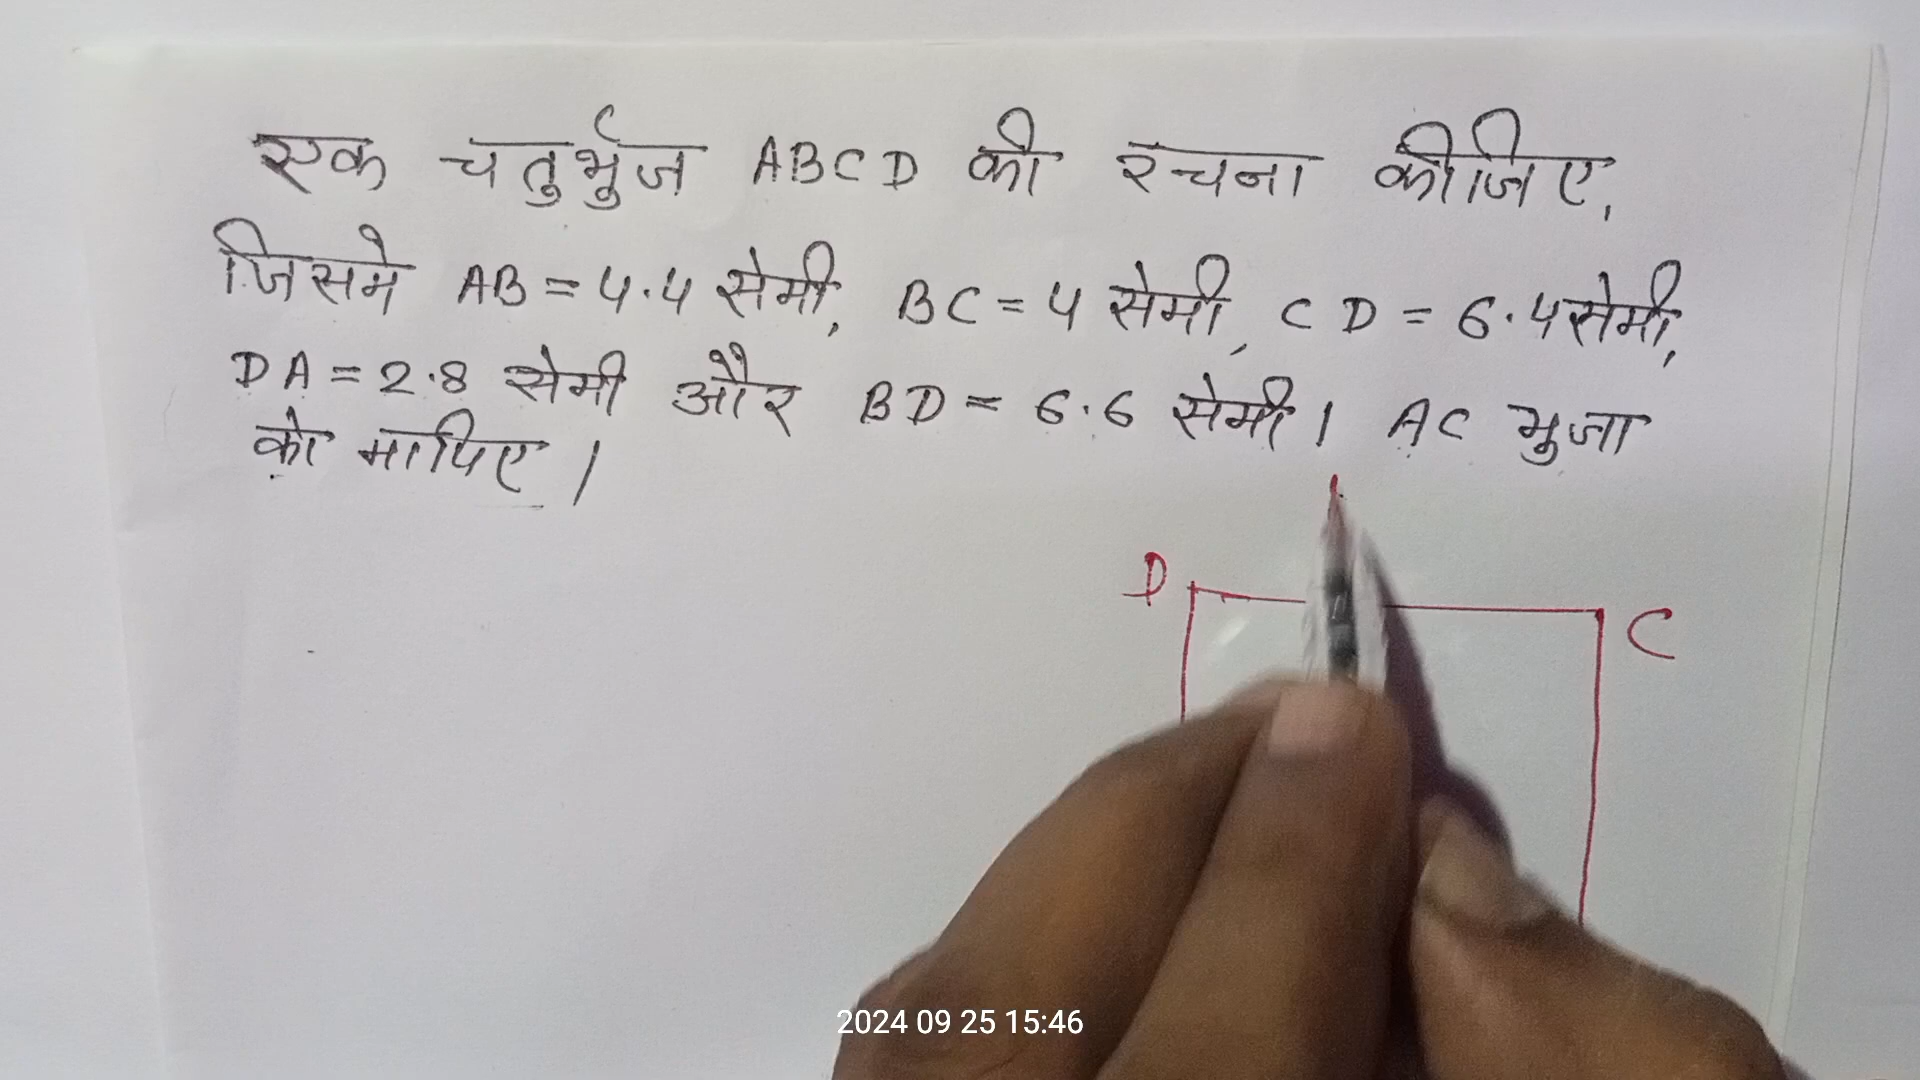 एक चतुर्भुज ABCD की रचना कीजिए,
जिसमे AB = 4.4 सेमी, BC = 4 सेमी, CD = 6.4 सेमी,
DA = 2.8 सेमी और BD = 6.6 सेमी। AC भुजा
को मापिए।
D
C
2024 09 25 15:46